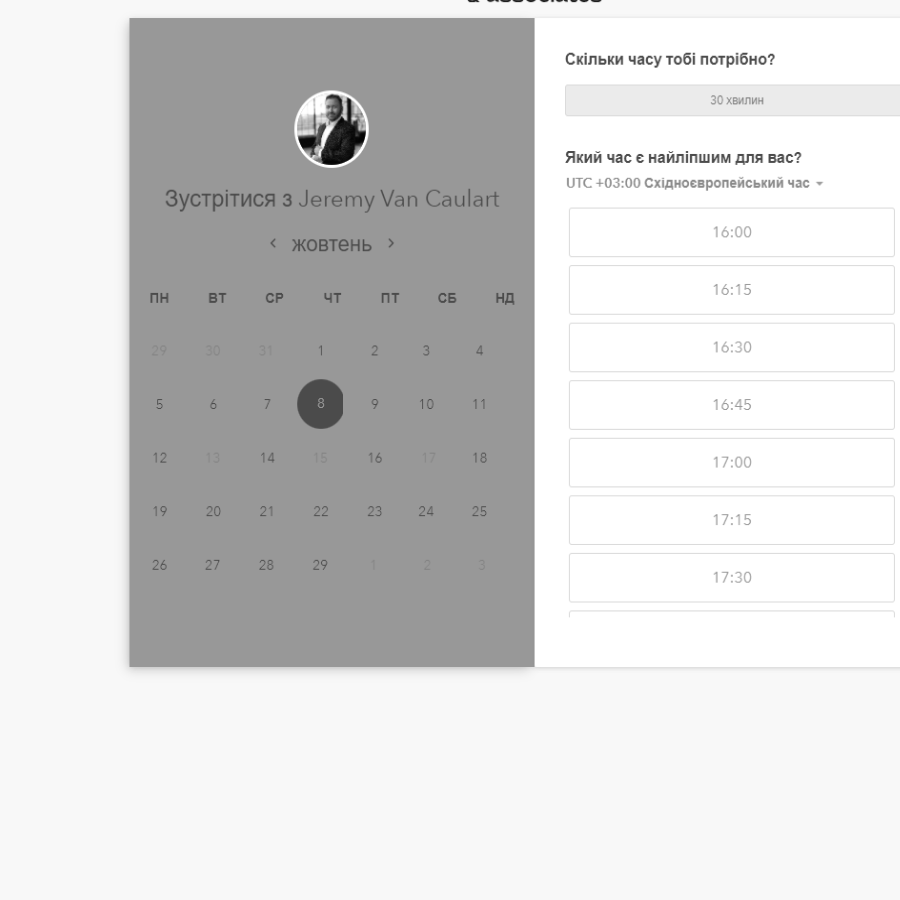 & associates
Зустрітися з Jeremy Van Caulart
жовтень
ПН ВТ СР ЧТ ПТ СБ НД
29 30 31 1 2 3 4
5 6 7 8 9 10 11
12 13 14 15 16 17 18
19 20 21 22 23 24 25
26 27 28 29 1 2 3
Скільки часу тобі потрібно?
30 хвилин
Який час є найліпшим для вас?
UTC +03:00 Східноєвропейський час
16:00
16:15
16:30
16:45
17:00
17:15
17:30